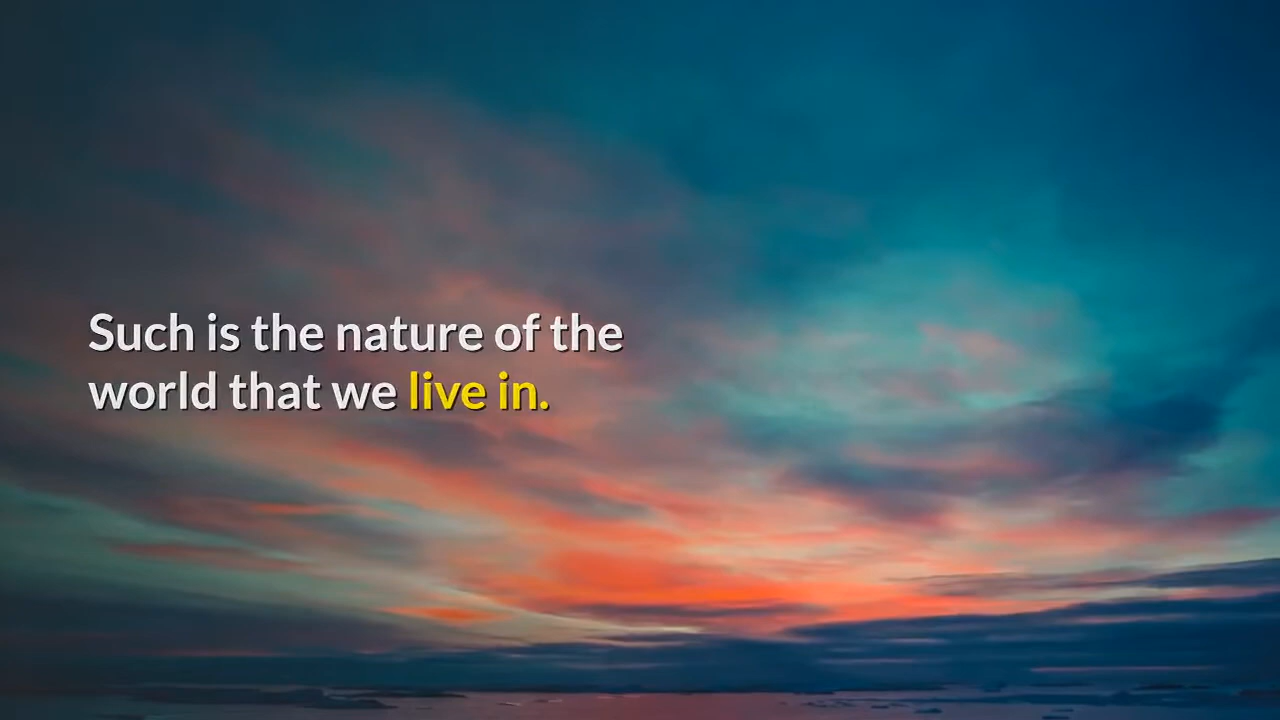 Such is the nature of the
world that we live in.